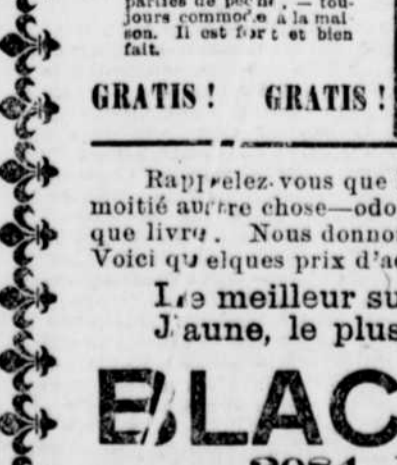 parties de pêche, — tou-
jours commode à la mai-
son. Il est fort et bien
fait.
GRATIS ! GRATIS !
Rappelez-vous que
moitié autre chose—odo
que livre. Nous donno
Voici quelques prix d'a
Le meilleur su
Jaune, le plus
LAC